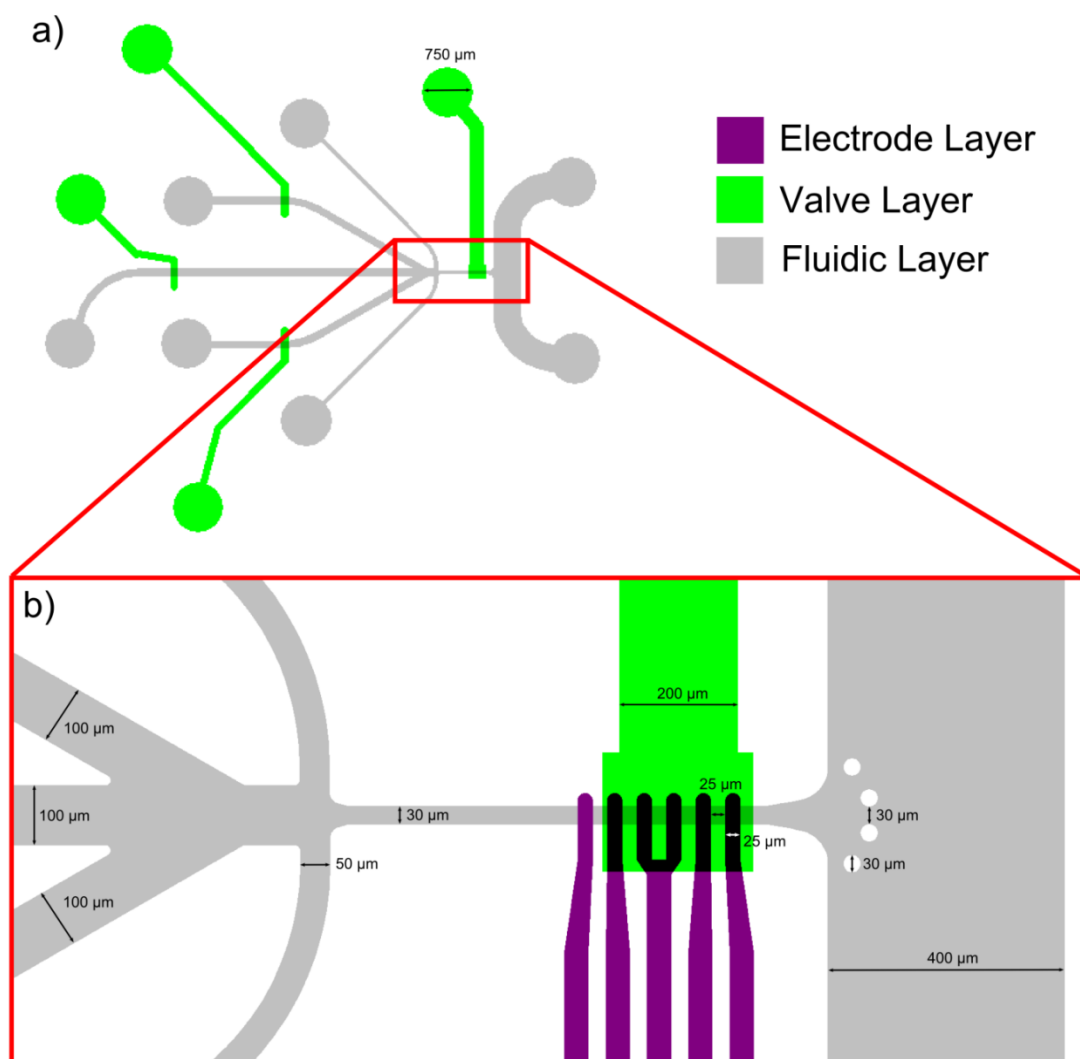 a)
750 µm
Electrode Layer
Valve Layer
Fluidic Layer
b)
100 µm
100 µm
100 µm
50 µm
30 µm
200 µm
25 µm
25 µm
30 µm
30 µm
400 µm